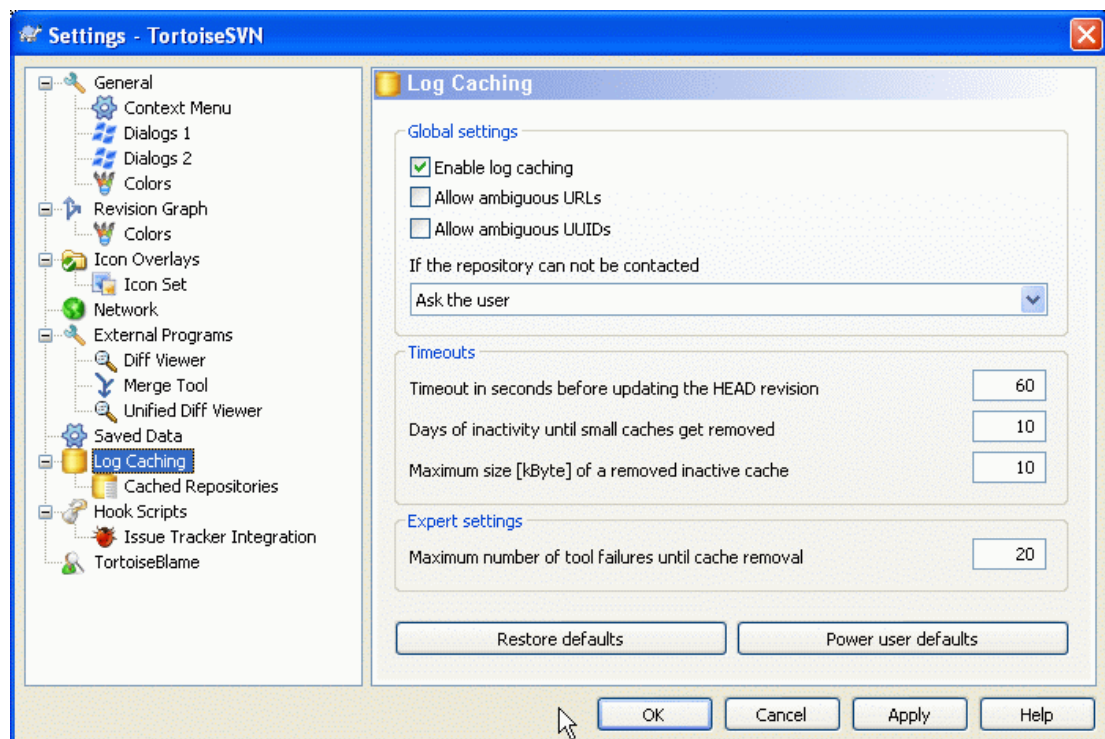 Settings - TortoiseSVN
General
Context Menu
Dialogs 1
Dialogs 2
Colors
Revision Graph
Colors
Icon Overlays
Icon Set
Network
External Programs
Diff Viewer
Merge Tool
Unified Diff Viewer
Saved Data
Log Caching
Cached Repositories
Hook Scripts
Issue Tracker Integration
TortoiseBlame
Log Caching
Global settings
Enable log caching
Allow ambiguous URLs
Allow ambiguous UUIDs
If the repository can not be contacted
Ask the user
Timeouts
Timeout in seconds before updating the HEAD revision 60
Days of inactivity until small caches get removed 10
Maximum size [kByte] of a removed inactive cache 10
Expert settings
Maximum number of tool failures until cache removal 20
Restore defaults Power user defaults
OK Cancel Apply Help